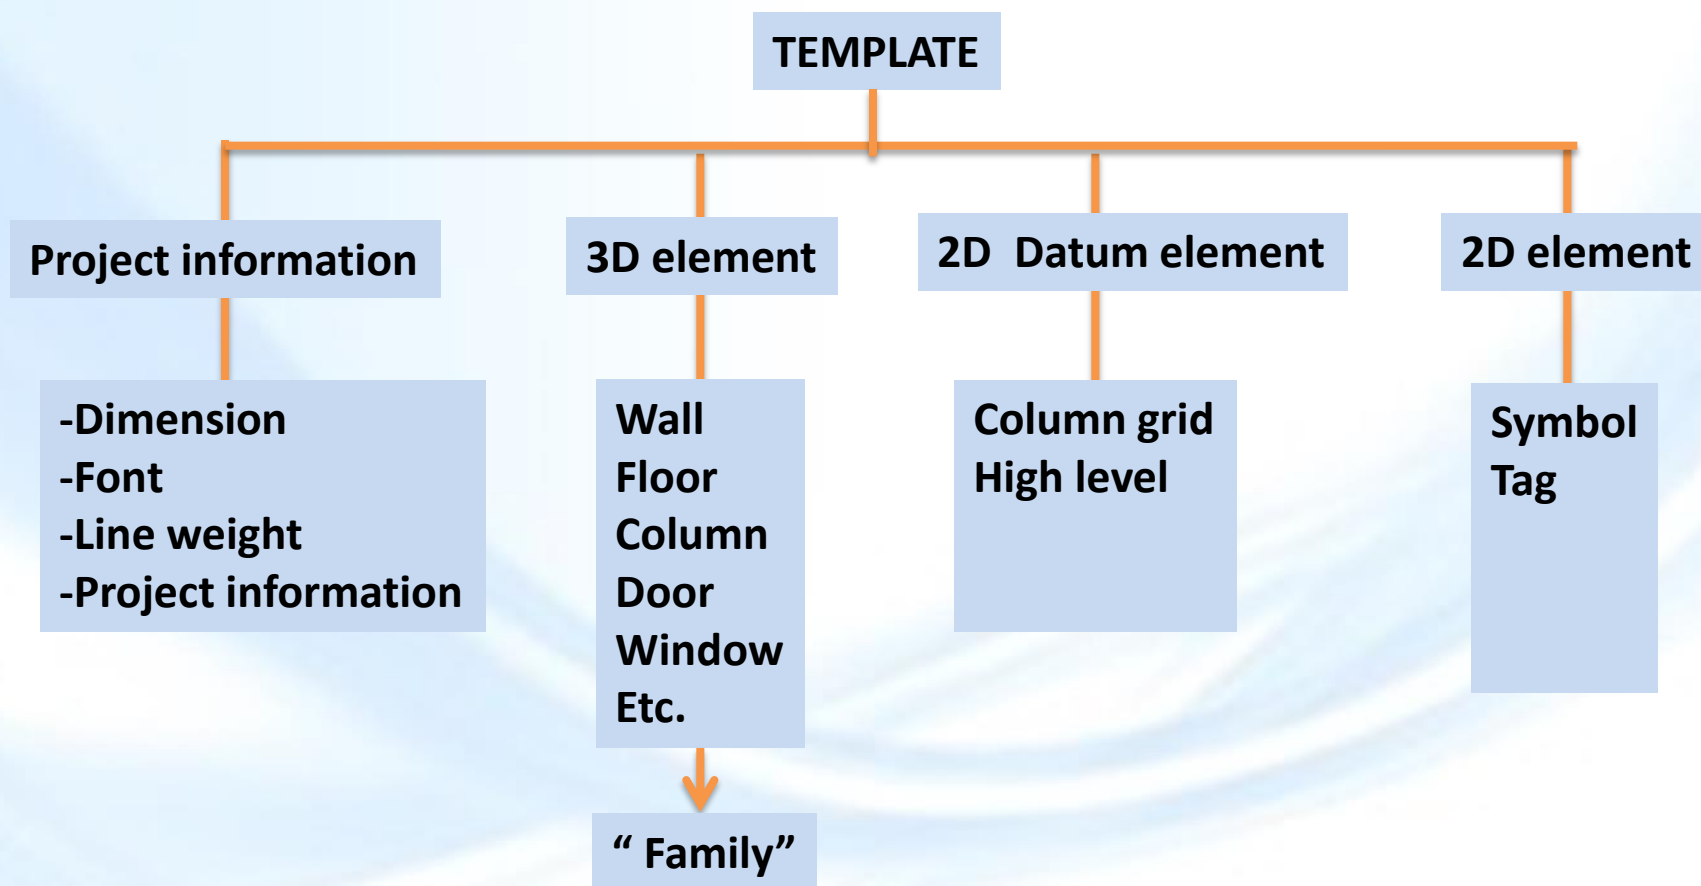 TEMPLATE
Project information
3D element
2D  Datum element
2D element
-Dimension
-Font
-Line weight
-Project information
Wall
Floor
Column
Door
Window
Etc.
Column grid
High level
Symbol
Tag
“ Family”